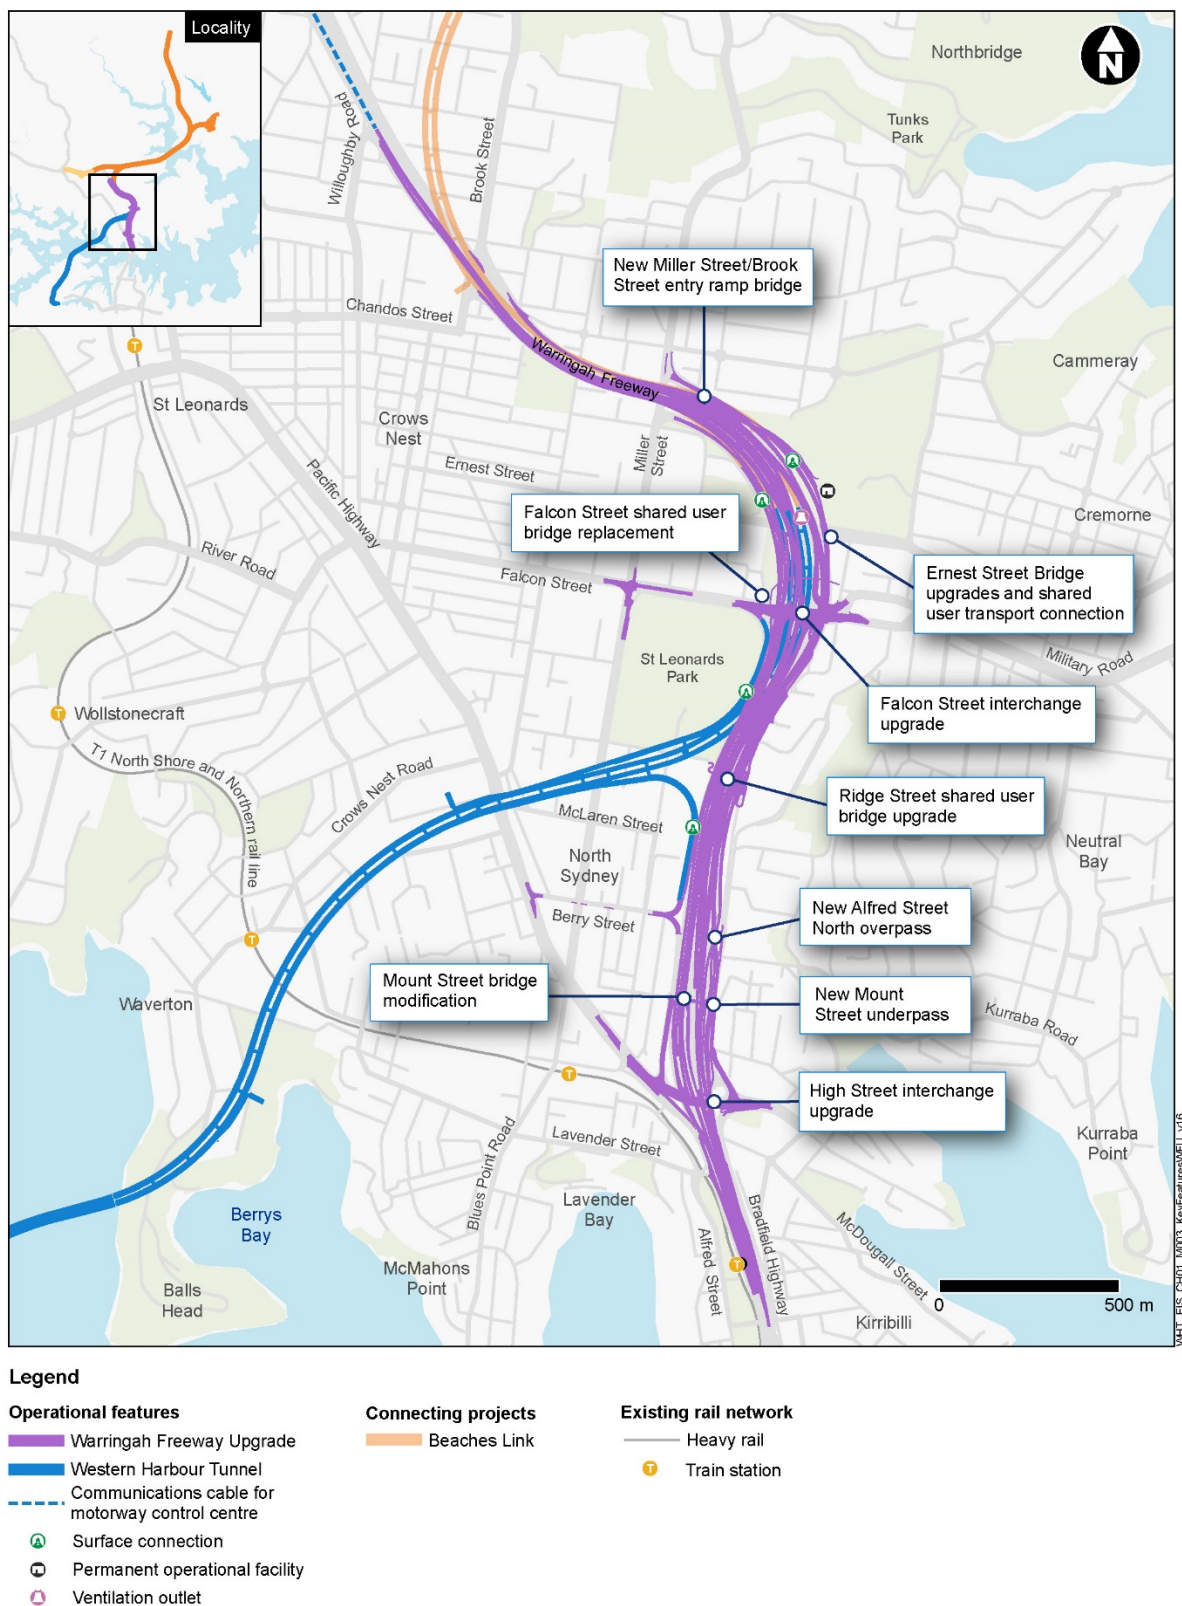 Locality
N
Northbridge
Tunks
Park
Willoughby Road
Brook Street
New Miller Street/Brook
Street entry ramp bridge
Chandos Street
Warringah Freeway
Cammeray
T
St Leonards
Crows
Nest
Miller
Street
Ernest Street
Pacific Highway
Falcon Street shared user
bridge replacement
Cremorne
River Road
Falcon Street
Ernest Street Bridge
upgrades and shared
user transport connection
Military Road
St Leonards
Park
Falcon Street interchange
upgrade
T
Wollstonecraft
T1 North Shore and Northern rail line
Crows Nest Road
McLaren Street
Ridge Street shared user
bridge upgrade
Neutral
Bay
North
Sydney
Berry Street
New Alfred Street
North overpass
T
Waverton
Mount Street bridge
modification
New Mount
Street underpass
Kurraba Road
T
High Street interchange
upgrade
Lavender Street
Kurraba
Point
Blues Point Road
Lavender
Bay
Berrys
Bay
Alfred Street
Bradfield Highway
McDougall Street
McMahons
Point
T
Balls
Head
0 500 m
Kirribilli
WHT_EIS_CH01_M003_KeyFeaturesWFU_v16
Legend
Operational features
Warringah Freeway Upgrade
Western Harbour Tunnel
Communications cable for
motorway control centre
Surface connection
Permanent operational facility
Ventilation outlet
Connecting projects
Beaches Link
Existing rail network
Heavy rail
T Train station